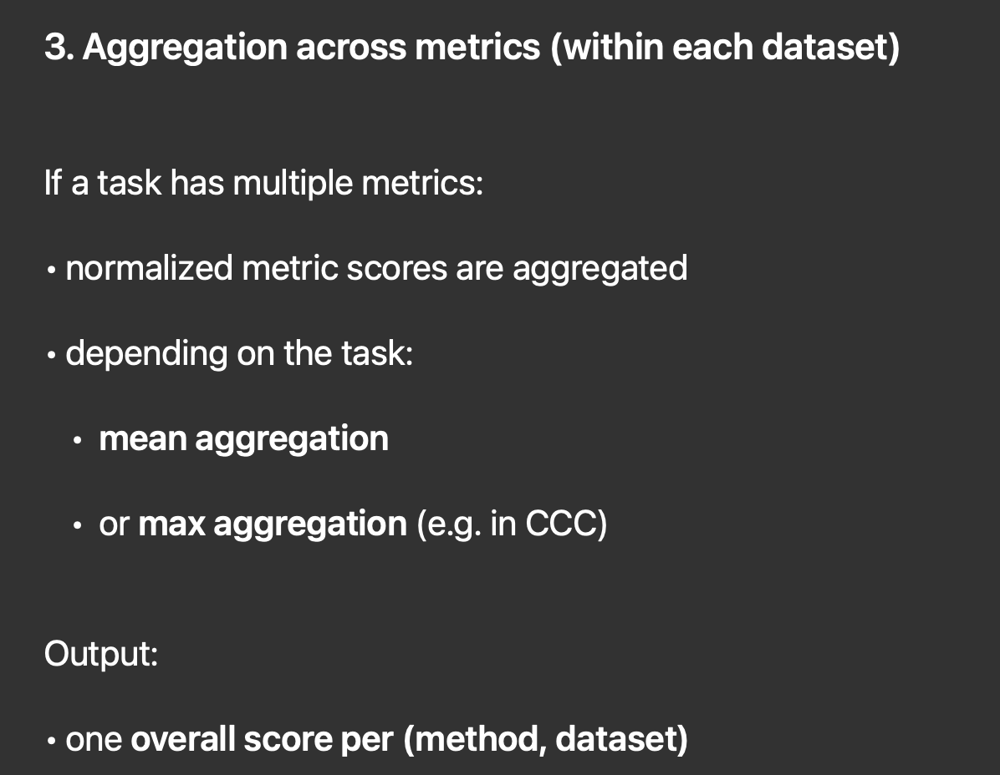 3. Aggregation across metrics (within each dataset)
If a task has multiple metrics:
• normalized metric scores are aggregated
• depending on the task:
• mean aggregation
• or max aggregation (e.g. in CCC)
Output:
• one overall score per (method, dataset)